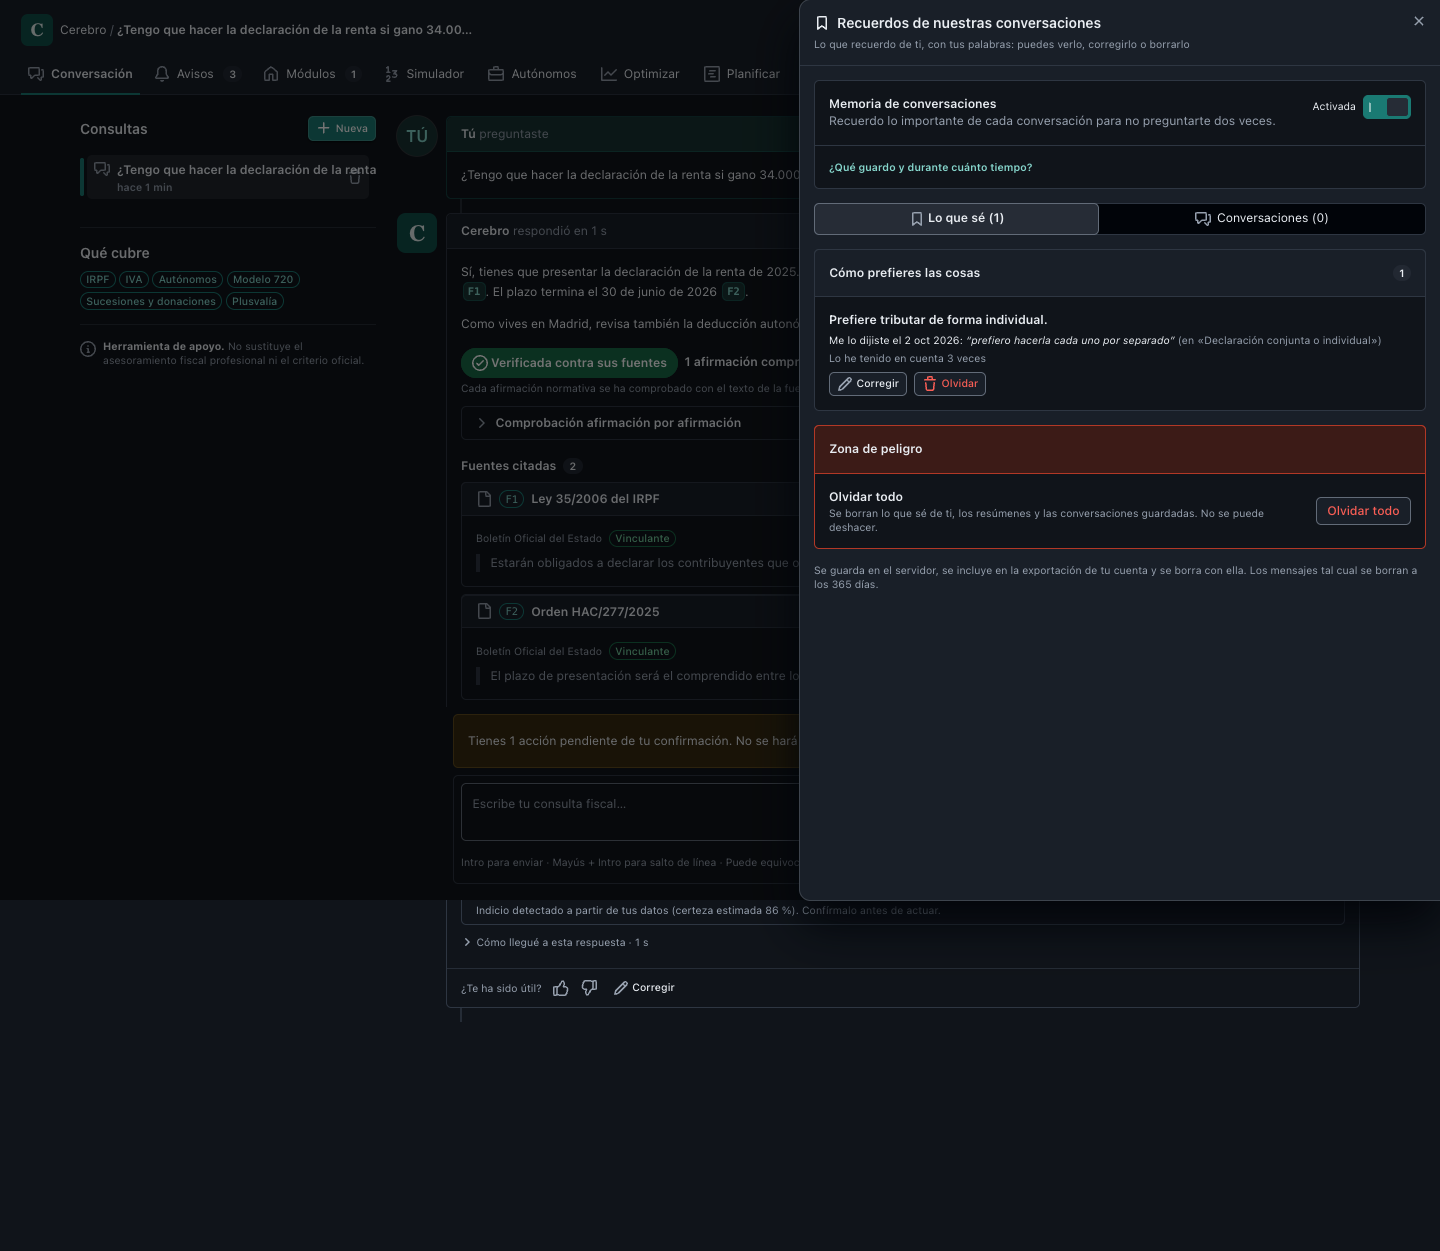 C
Cerebro / ¿Tengo que hacer la declaración de la renta si gano 34.00...
Conversación
Avisos 3
Módulos 1
Simulador
Autónomos
Optimizar
Planificar
Consultas
Nueva
¿Tengo que hacer la declaración de la renta
hace 1 min
Qué cubre
IRPF
IVA
Autónomos
Modelo 720
Sucesiones y donaciones
Plusvalía
Herramienta de apoyo. No sustituye el
asesoramiento fiscal profesional ni el criterio oficial.
TÚ
Tú preguntaste
¿Tengo que hacer la declaración de la renta si gano 34.000
C
Cerebro respondió en 1 s
Sí, tienes que presentar la declaración de la renta de 2025.
F1. El plazo termina el 30 de junio de 2026 F2.
Como vives en Madrid, revisa también la deducción autonó
Verificada contra sus fuentes 1 afirmación compr
Cada afirmación normativa se ha comprobado con el texto de la fue
Comprobación afirmación por afirmación
Fuentes citadas 2
F1 Ley 35/2006 del IRPF
Boletín Oficial del Estado Vinculante
Estarán obligados a declarar los contribuyentes que o
F2 Orden HAC/277/2025
Boletín Oficial del Estado Vinculante
El plazo de presentación será el comprendido entre lo
Tienes 1 acción pendiente de tu confirmación. No se hará
Escribe tu consulta fiscal...
Intro para enviar · Mayús + Intro para salto de línea · Puede equivoc
Indicio detectado a partir de tus datos (certeza estimada 86 %). Confírmalo antes de actuar.
Cómo llegué a esta respuesta · 1 s
¿Te ha sido útil?
Corregir
Recuerdos de nuestras conversaciones
Lo que recuerdo de ti, con tus palabras: puedes verlo, corregirlo o borrarlo
Memoria de conversaciones
Recuerdo lo importante de cada conversación para no preguntarte dos veces.
Activada
¿Qué guardo y durante cuánto tiempo?
Lo que sé (1)
Conversaciones (0)
Cómo prefieres las cosas 1
Prefiere tributar de forma individual.
Me lo dijiste el 2 oct 2026: "prefiero hacerla cada uno por separado" (en «Declaración conjunta o individual»)
Lo he tenido en cuenta 3 veces
Corregir
Olvidar
Zona de peligro
Olvidar todo
Se borran lo que sé de ti, los resúmenes y las conversaciones guardadas. No se puede
deshacer.
Olvidar todo
Se guarda en el servidor, se incluye en la exportación de tu cuenta y se borra con ella. Los mensajes tal cual se borran a
los 365 días.